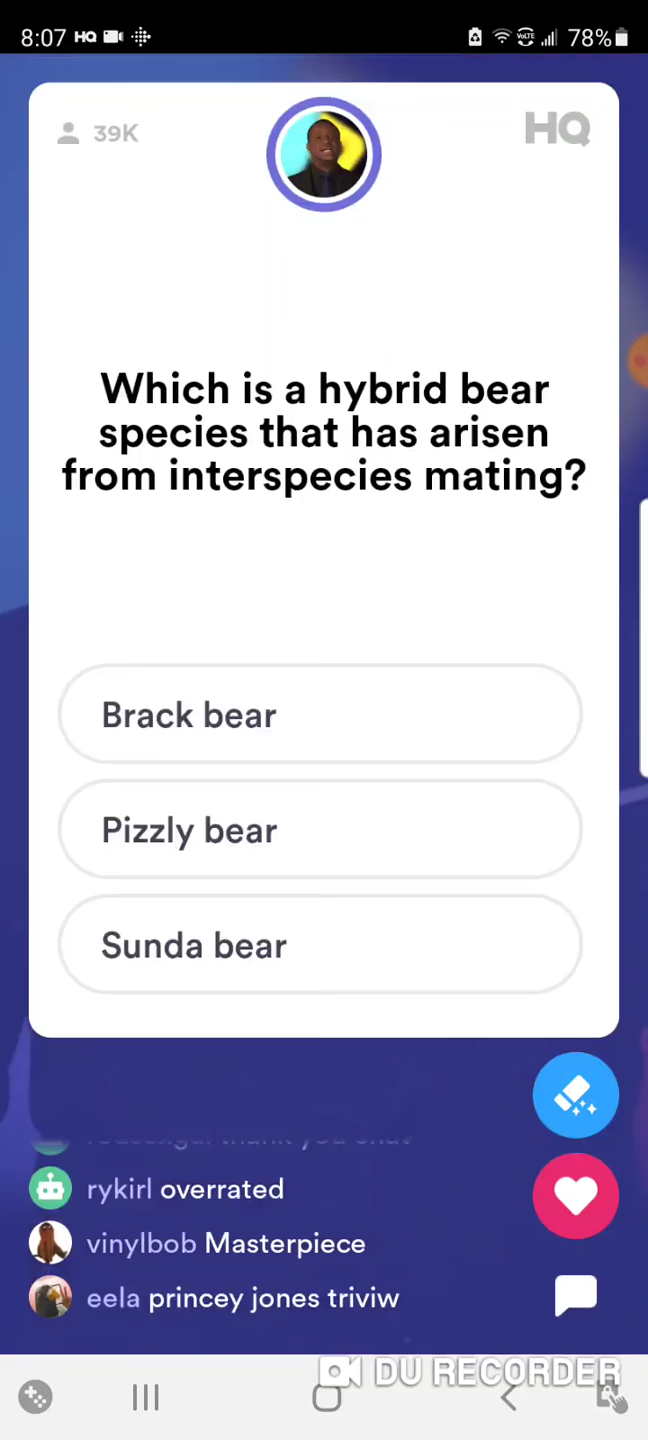 8:07 HQ 78%
39K HQ
Which is a hybrid bear
species that has arisen
from interspecies mating?
Brack bear
Pizzly bear
Sunda bear
rykirl overrated
vinylbob Masterpiece
eela princey jones triviw
DU RECORDER